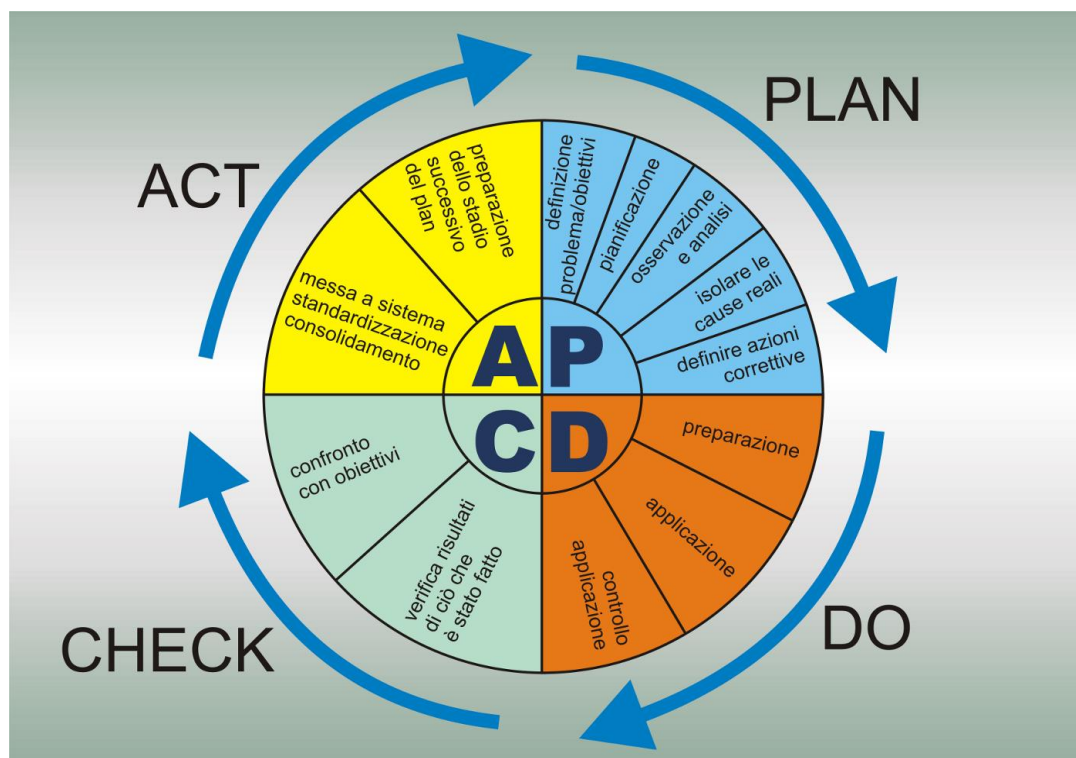 PLAN
definizione
problema/obiettivi
pianificazione
osservazione
e analisi
isolare le
cause reali
definire azioni
correttive
DO
preparazione
applicazione
controllo
applicazione
CHECK
verifica risultati
di ciò che
è stato fatto
confronto
con obiettivi
ACT
messa a sistema
standardizzazione
consolidamento
preparazione
dello stadio
successivo
del plan
A P
C D